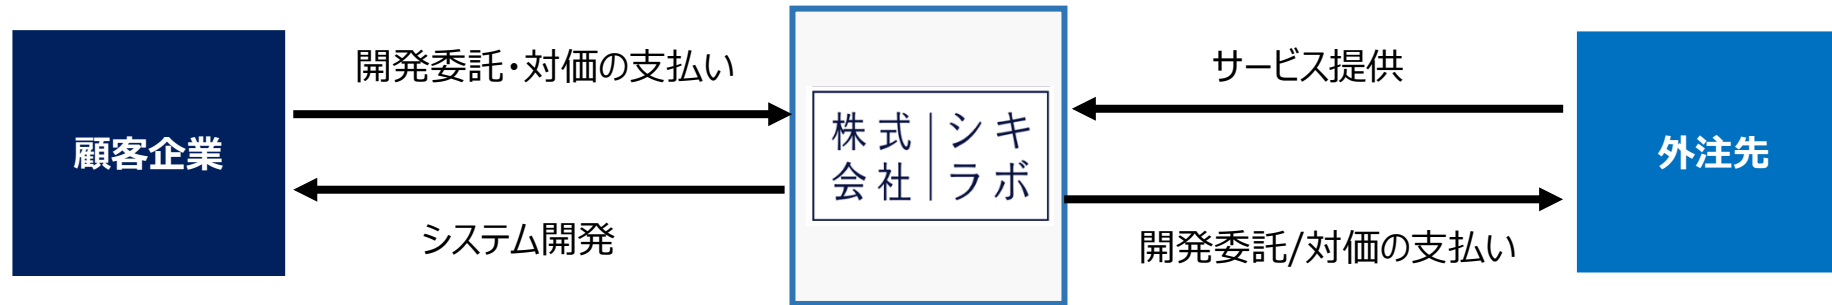 顧客企業
開発委託・対価の支払い
システム開発
株式 シキ
会社 ラボ
サービス提供
開発委託/対価の支払い
外注先